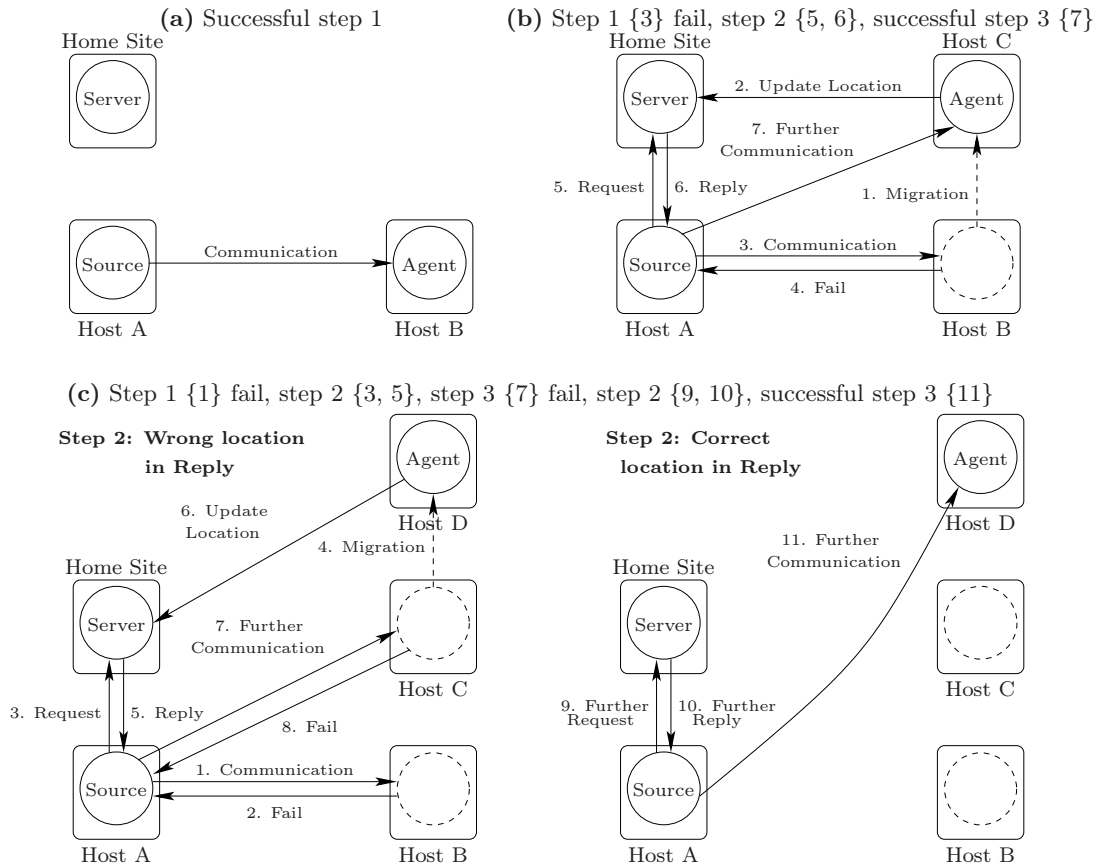 (a) Successful step 1
Home Site
Server
Source
Communication
Agent
Host A
Host B
(b) Step 1 {3} fail, step 2 {5, 6}, successful step 3 {7}
Home Site
Host C
Server
2. Update Location
Agent
7. Further
Communication
5. Request
6. Reply
1. Migration
Source
3. Communication
4. Fail
Host A
Host B
(c) Step 1 {1} fail, step 2 {3, 5}, step 3 {7} fail, step 2 {9, 10}, successful step 3 {11}
Step 2: Wrong location
in Reply
Agent
Host D
6. Update
Location
4. Migration
Home Site
Server
7. Further
Communication
Host C
3. Request
5. Reply
8. Fail
Source
1. Communication
2. Fail
Host A
Host B
Step 2: Correct
location in Reply
Agent
Host D
11. Further
Communication
Home Site
Server
Host C
9. Further
Request
10. Further
Reply
Source
Host A
Host B